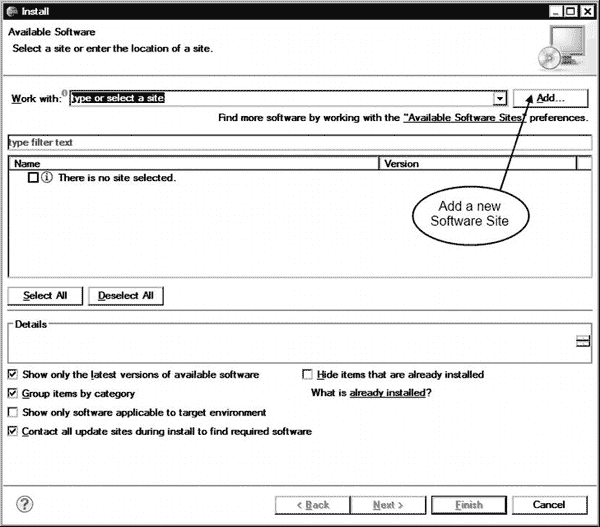 Install
Available Software
Select a site or enter the location of a site.
Work with: type or select a site Add...
Find more software by working with the "Available Software Sites" preferences.
type filter text
Name Version
There is no site selected.
Add a new
Software Site
Select All Deselect All
Details
Show only the latest versions of available software Hide items that are already installed
Group items by category What is already installed?
Show only software applicable to target environment
Contact all update sites during install to find required software
? < Back Next > Finish Cancel